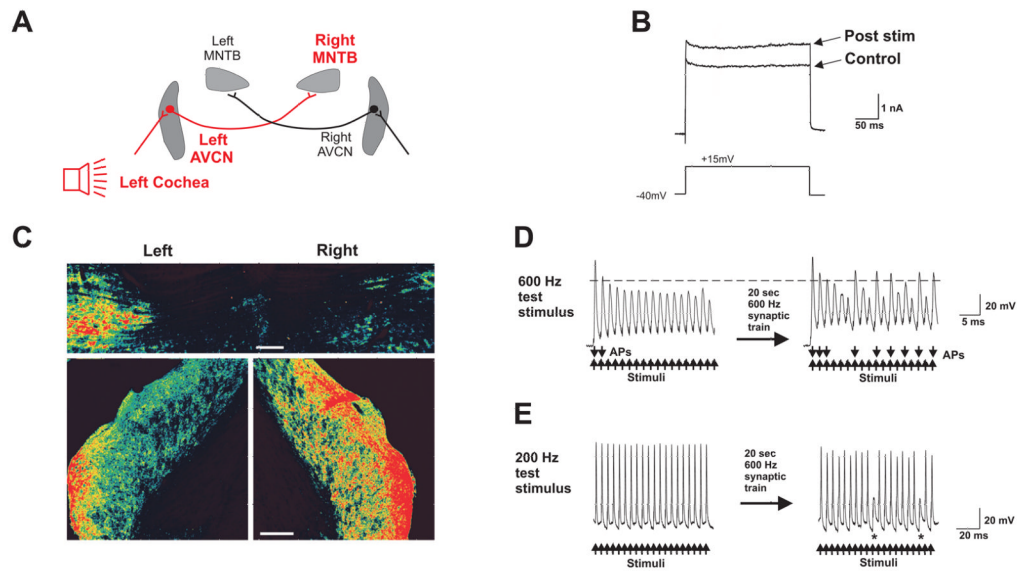 A
Left
MNTB
Right
MNTB
Left
AVCN
Right
AVCN
Left Cochea
B
Post stim
Control
1 nA
50 ms
+15mV
-40mV
C
Left
Right
D
600 Hz
test
stimulus
20 sec
600 Hz
synaptic
train
20 mV
5 ms
APs
APs
Stimuli
Stimuli
E
200 Hz
test
stimulus
20 sec
600 Hz
synaptic
train
20 mV
20 ms
*
*
Stimuli
Stimuli